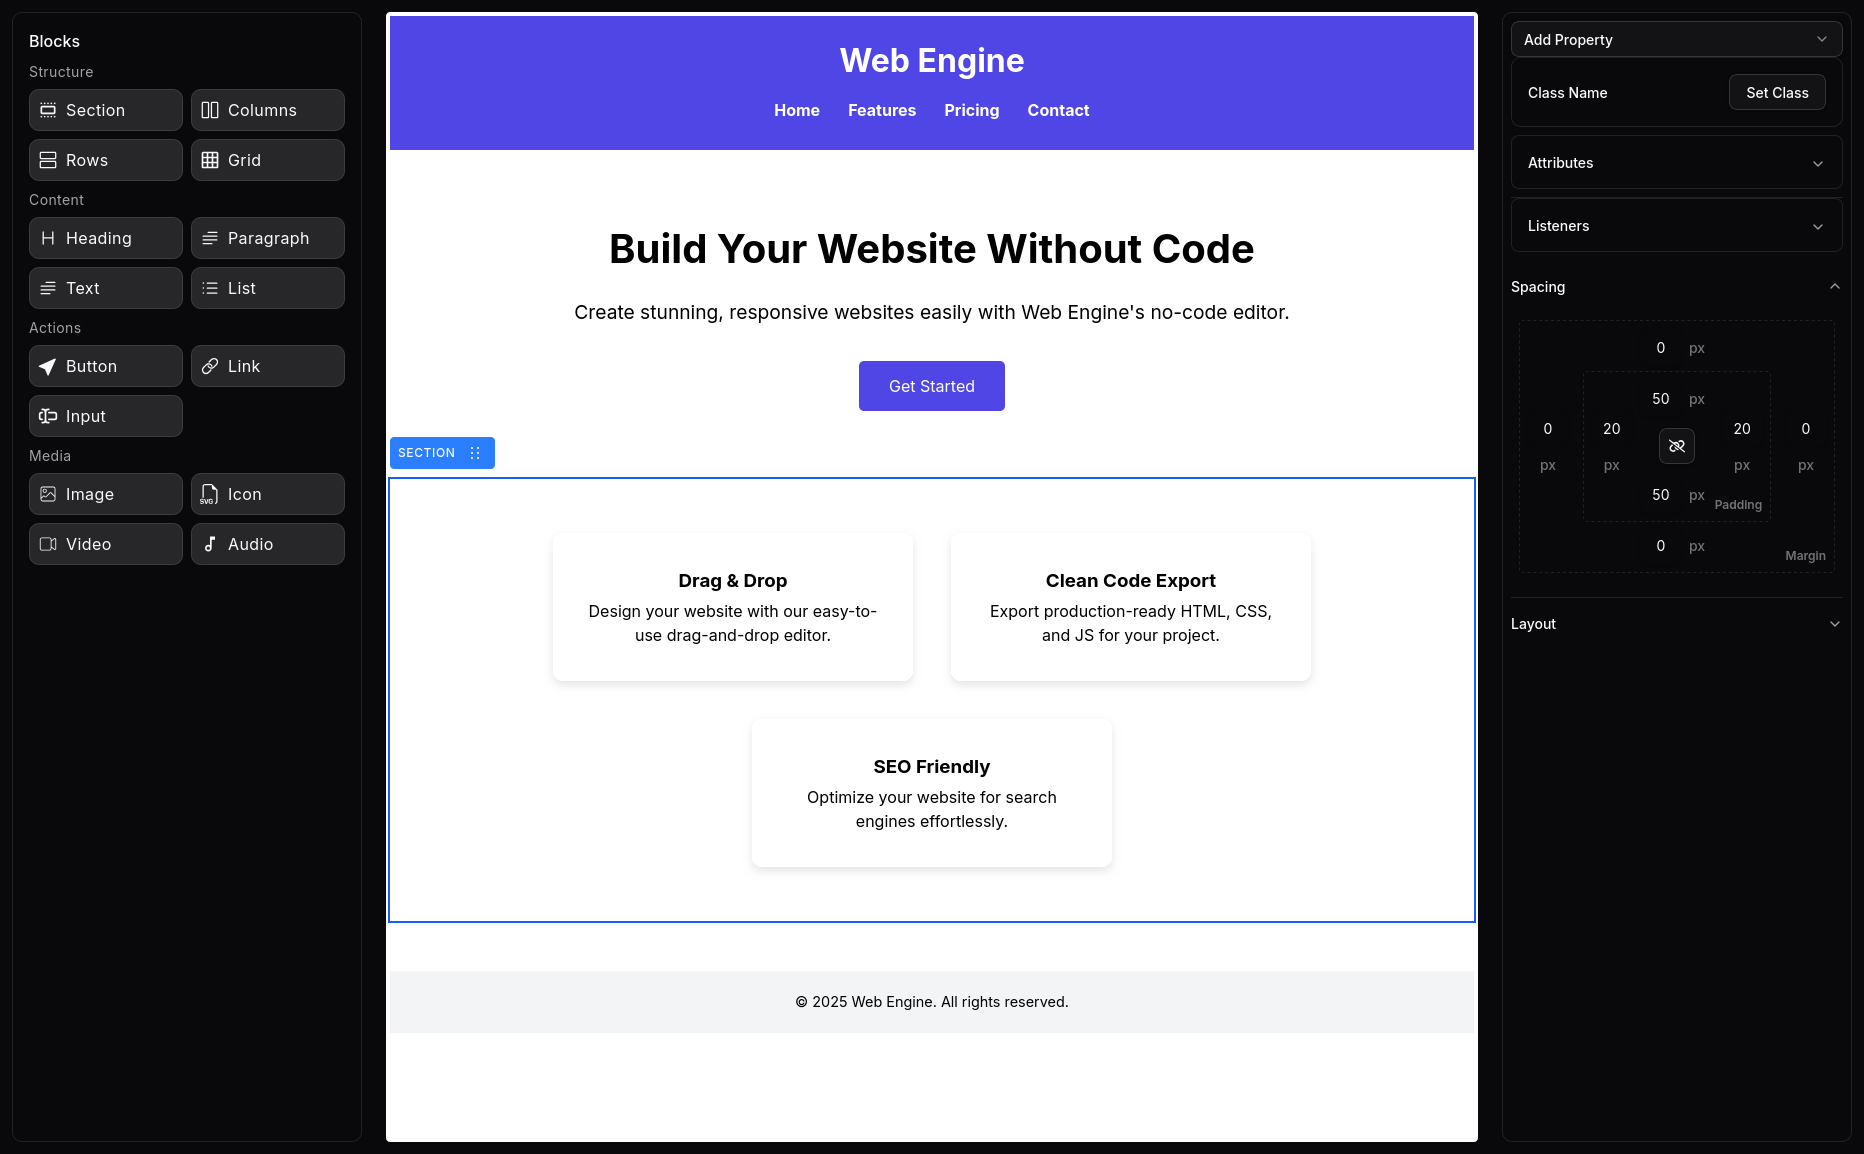 Blocks
Structure
Section
Columns
Rows
Grid
Content
Heading
Paragraph
Text
List
Actions
Button
Link
Input
Media
Image
SVG
Icon
Video
Audio
Web Engine
Home Features Pricing Contact
Build Your Website Without Code
Create stunning, responsive websites easily with Web Engine's no-code editor.
Get Started
SECTION
Drag & Drop
Design your website with our easy-to-
use drag-and-drop editor.
Clean Code Export
Export production-ready HTML, CSS,
and JS for your project.
SEO Friendly
Optimize your website for search
engines effortlessly.
© 2025 Web Engine. All rights reserved.
Add Property
Class Name
Set Class
Attributes
Listeners
Spacing
0 px
50 px
0 20 20 0
px px px px
50 px
Padding
0 px
Margin
Layout